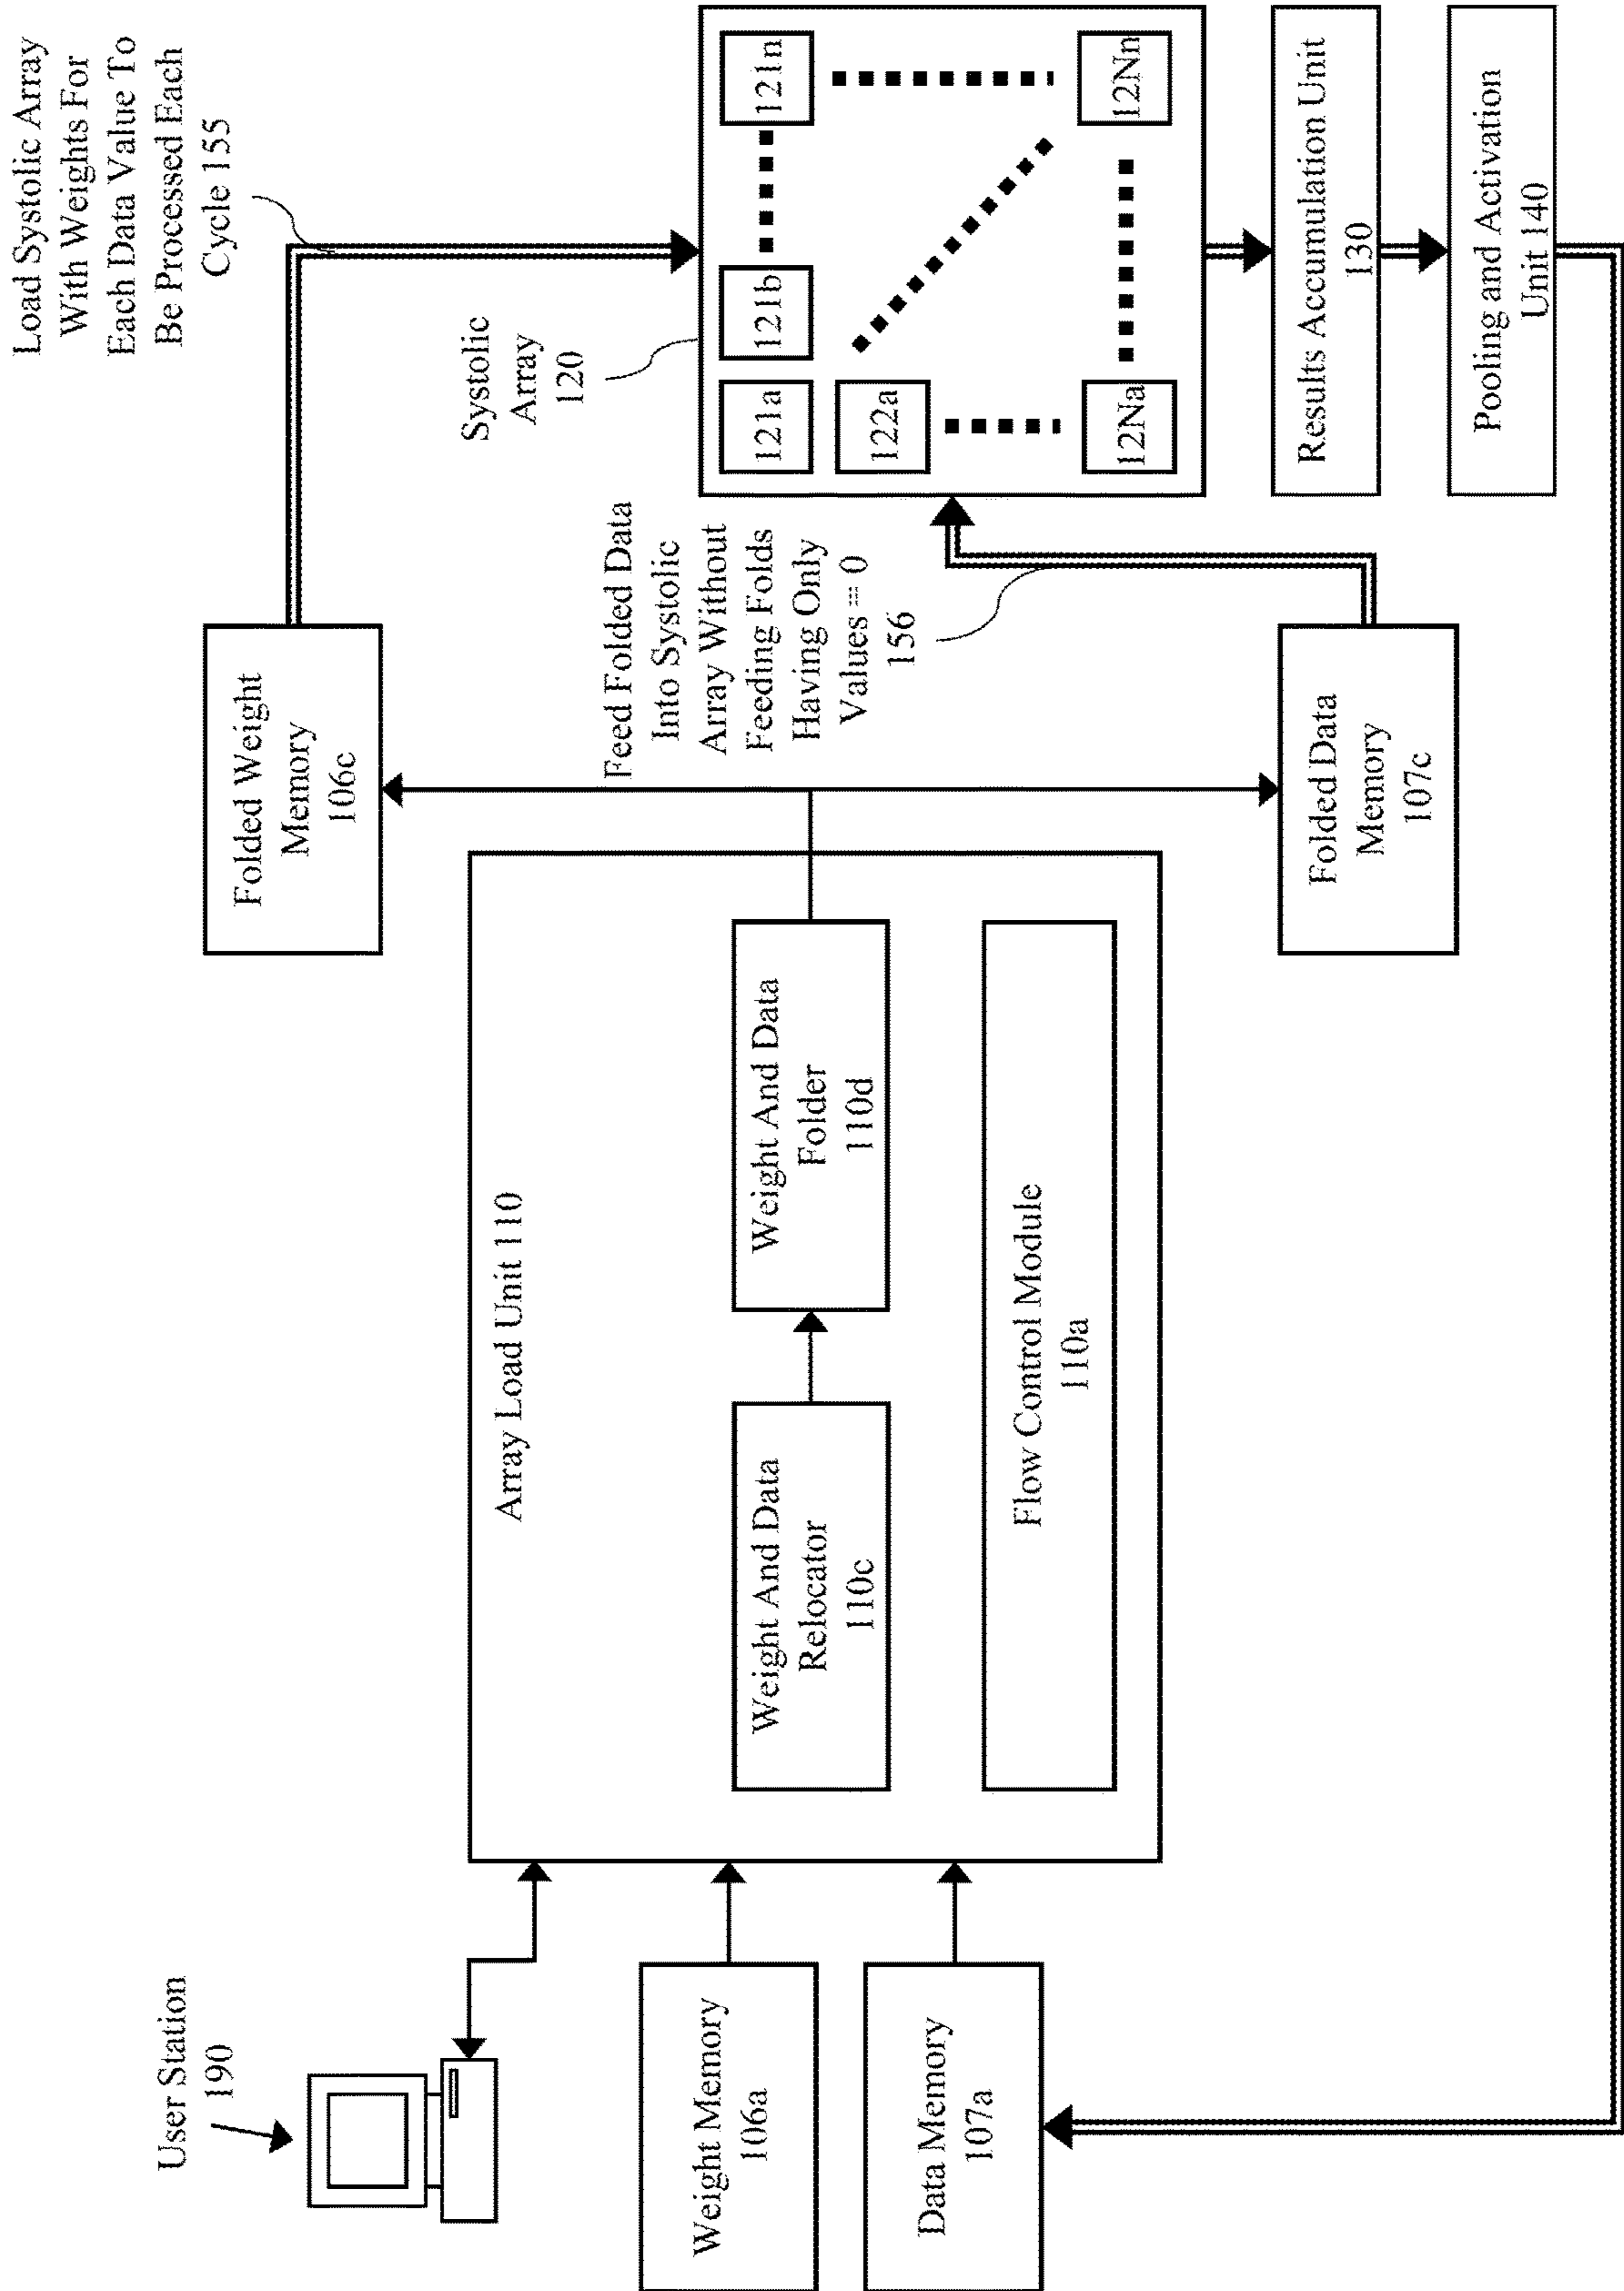 User Station
190
Weight Memory
106a
Data Memory
107a
Array Load Unit 110
Weight And Data
Relocator
110c
Weight And Data
Folder
110d
Flow Control Module
110a
Folded Weight
Memory
106c
Folded Data
Memory
107c
Load Systolic Array
With Weights For
Each Data Value To
Be Processed Each
Cycle 155
Feed Folded Data
Into Systolic
Array Without
Feeding Folds
Having Only
Values = 0
156
Systolic
Array
120
121a
121b
121n
122a
12Na
12Nn
Results Accumulation Unit
130
Pooling and Activation
Unit 140